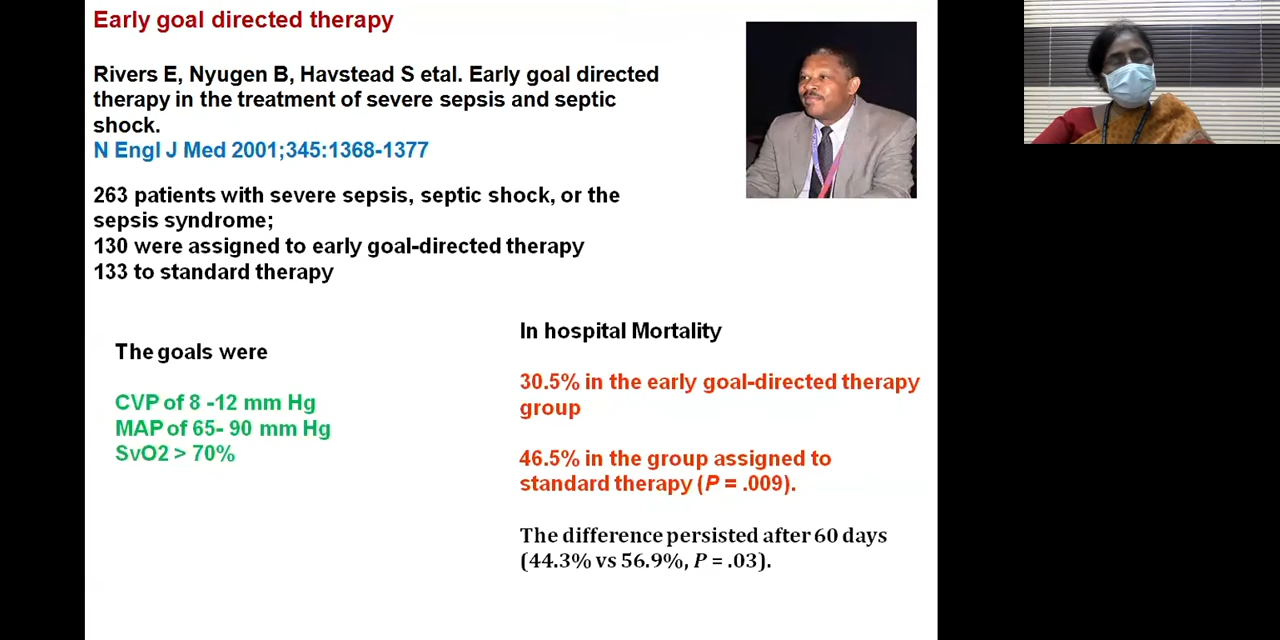 Early goal directed therapy
Rivers E, Nyugen B, Havstead S etal. Early goal directed
therapy in the treatment of severe sepsis and septic
shock.
N Engl J Med 2001;345:1368-1377
263 patients with severe sepsis, septic shock, or the
sepsis syndrome;
130 were assigned to early goal-directed therapy
133 to standard therapy
The goals were
CVP of 8 -12 mm Hg
MAP of 65- 90 mm Hg
SvO2 > 70%
In hospital Mortality
30.5% in the early goal-directed therapy
group
46.5% in the group assigned to
standard therapy (P = .009).
The difference persisted after 60 days
(44.3% vs 56.9%, P = .03).